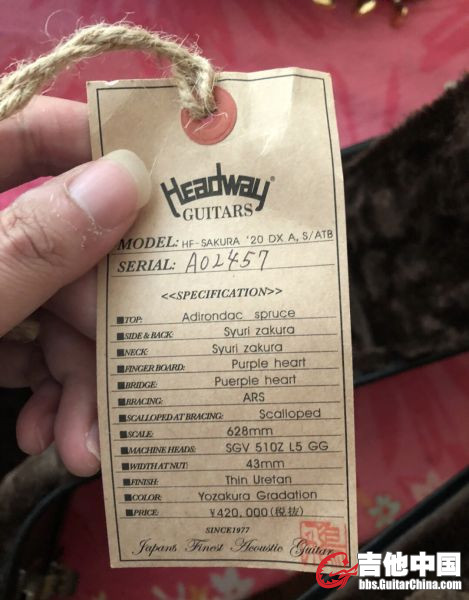 Headway®
GUITARS
MODEL: HF-SAKURA '20 DX A, S/ATB
SERIAL: A02457
<<SPECIFICATION>>
■TOP: Adirondac spruce
■SIDE & BACK: Syuri zakura
■NECK: Syuri zakura
■FINGER BOARD: Purple heart
■BRIDGE: Puerple heart
■BRACING: ARS
■SCALLOPED AT BRACING: Scalloped
■SCALE: 628mm
■MACHINE HEADS: SGV 510Z L5 GG
■WIDTH AT NUT: 43mm
■FINISH: Thin Uretan
■COLOR: Yozakura Gradation
■PRICE: ¥420,000(税抜)
SINCE1977
Japan's Finest Acoustic Guitar
吉他中国
bbs.GuitarChina.com